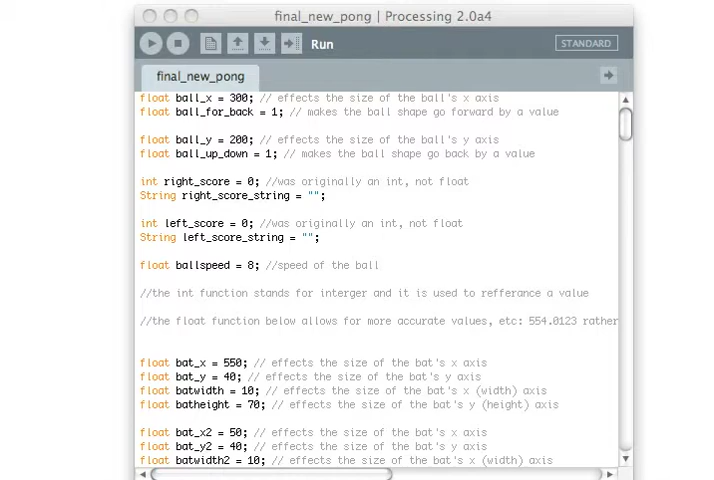 final_new_pong | Processing 2.0a4
Run
STANDARD
final_new_pong
float ball_x = 300; // effects the size of the ball's x axis
float ball_for_back = 1; // makes the ball shape go forward by a value
float ball_y = 200; // effects the size of the ball's y axis
float ball_up_down = 1; // makes the ball shape go back by a value
int right_score = 0; //was originally an int, not float
String right_score_string = "";
int left_score = 0; //was originally an int, not float
String left_score_string = "";
float ballspeed = 8; //speed of the ball
//the int function stands for interger and it is used to refferance a value
//the float function below allows for more accurate values, etc: 554.0123 rather
float bat_x = 550; // effects the size of the bat's x axis
float bat_y = 40; // effects the size of the bat's y axis
float batwidth = 10; // effects the size of the bat's x (width) axis
float batheight = 70; // effects the size of the bat's y (height) axis
float bat_x2 = 50; // effects the size of the bat's x axis
float bat_y2 = 40; // effects the size of the bat's y axis
float batwidth2 = 10; // effects the size of the bat's x (width) axis